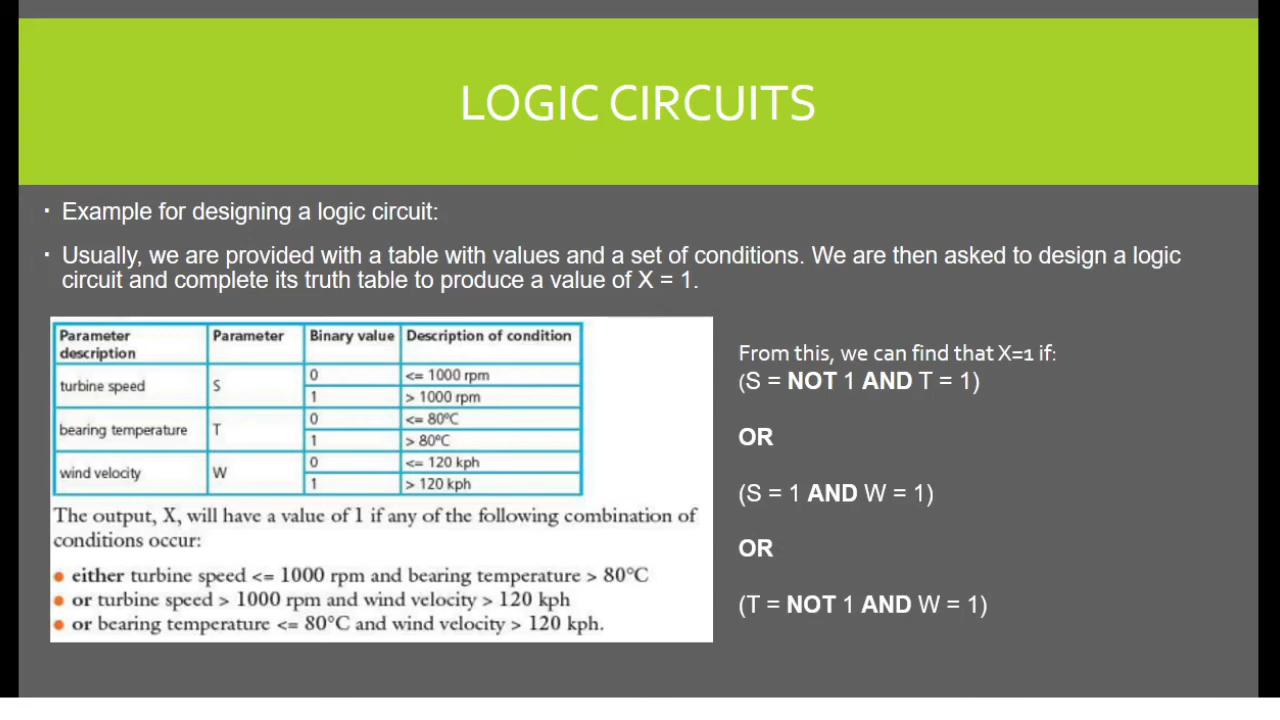 LOGIC CIRCUITS
· Example for designing a logic circuit:
· Usually, we are provided with a table with values and a set of conditions. We are then asked to design a logic
circuit and complete its truth table to produce a value of X = 1.
Parameter description | Parameter | Binary value | Description of condition
turbine speed | S | 0 | <= 1000 rpm
1 | > 1000 rpm
bearing temperature | T | 0 | <= 80°C
1 | > 80°C
wind velocity | W | 0 | <= 120 kph
1 | > 120 kph
The output, X, will have a value of 1 if any of the following combination of
conditions occur:
• either turbine speed <= 1000 rpm and bearing temperature > 80°C
• or turbine speed > 1000 rpm and wind velocity > 120 kph
• or bearing temperature <= 80°C and wind velocity > 120 kph.
From this, we can find that X=1 if:
(S = NOT 1 AND T = 1)
OR
(S = 1 AND W = 1)
OR
(T = NOT 1 AND W = 1)